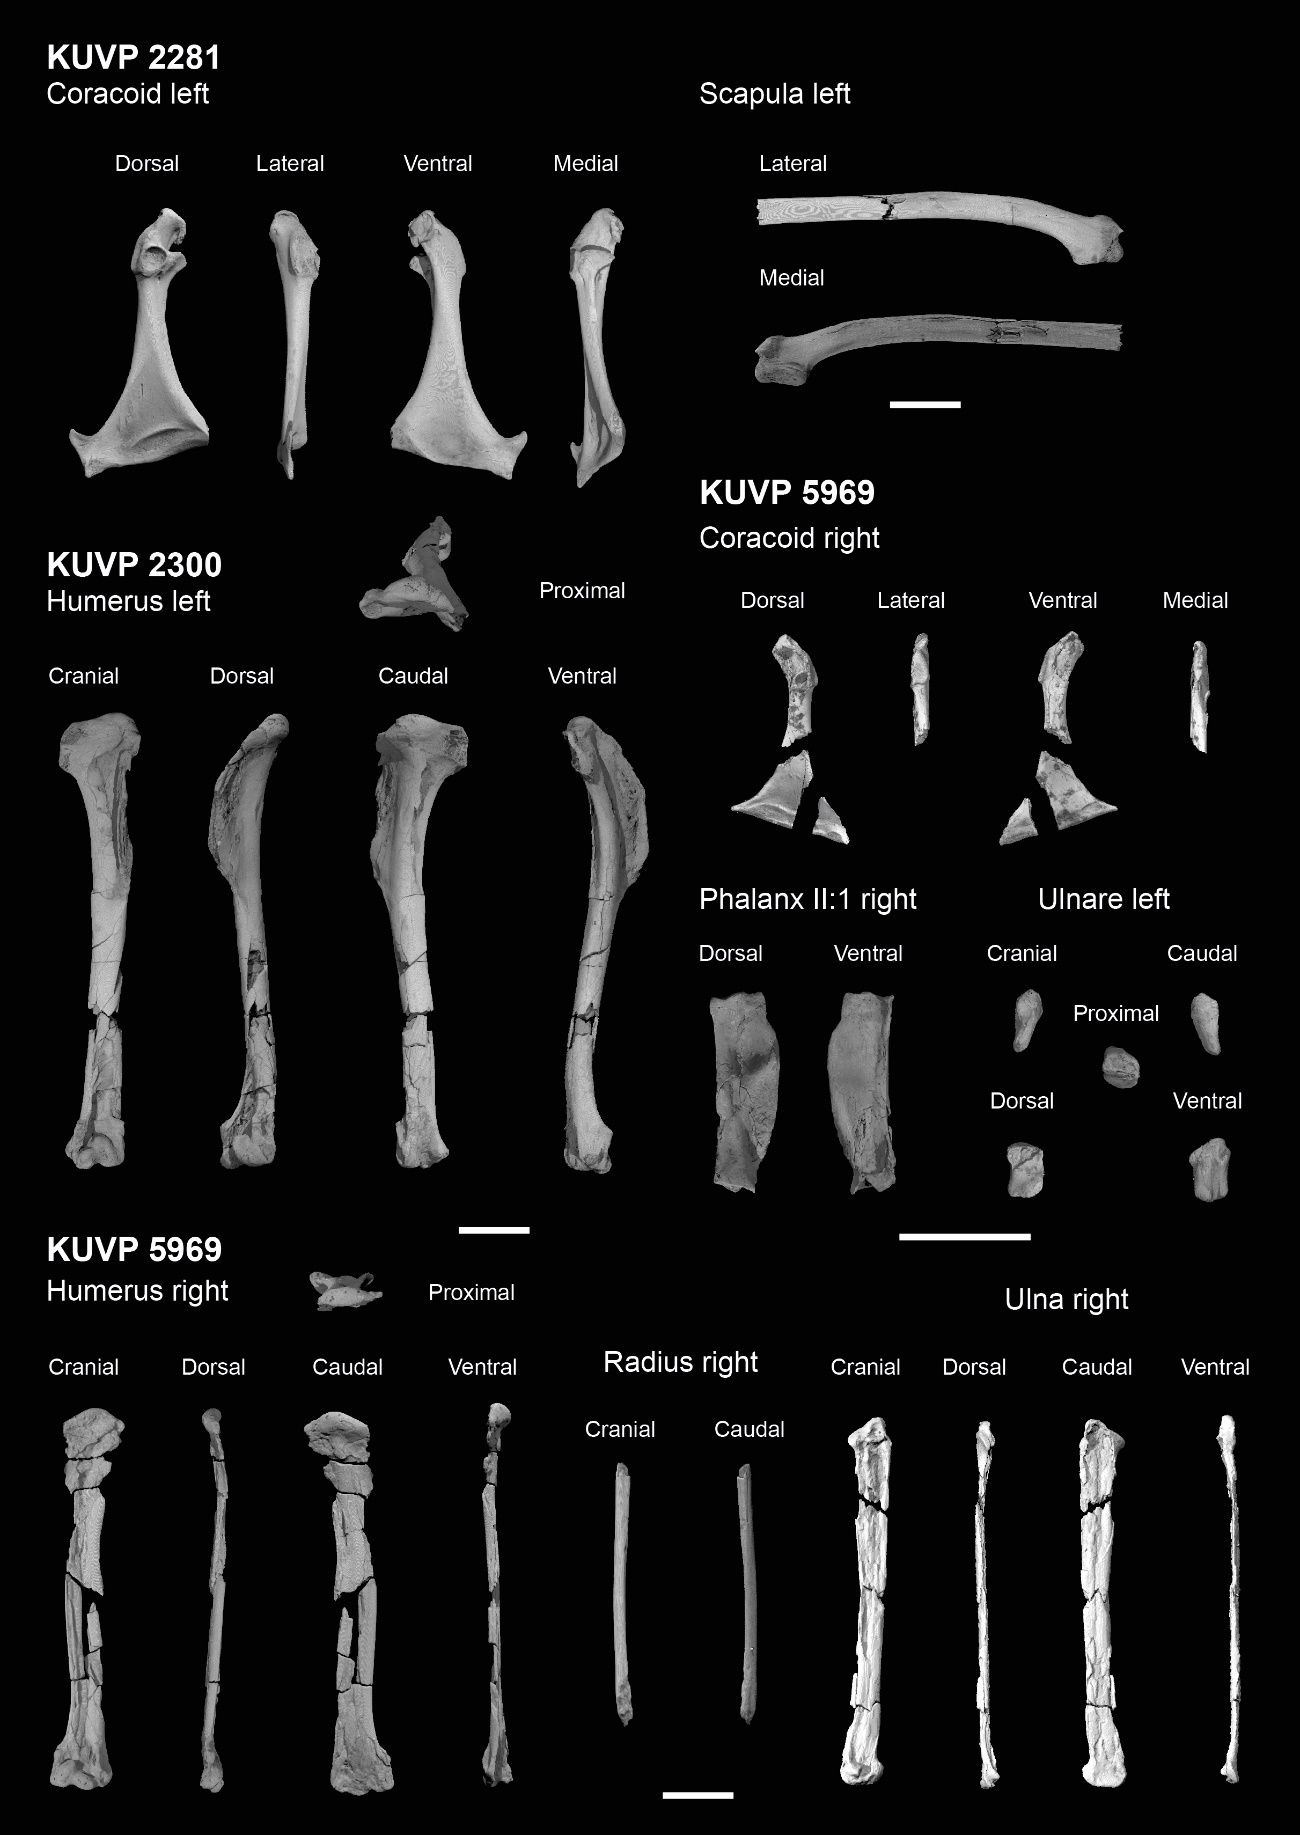 KUVP 2281
Coracoid left
Dorsal
Lateral
Ventral
Medial
Scapula left
Lateral
Medial
KUVP 2300
Humerus left
Proximal
Cranial
Dorsal
Caudal
Ventral
KUVP 5969
Coracoid right
Dorsal
Lateral
Ventral
Medial
Phalanx II:1 right
Dorsal
Ventral
Ulnare left
Cranial
Caudal
Proximal
Dorsal
Ventral
KUVP 5969
Humerus right
Proximal
Cranial
Dorsal
Caudal
Ventral
Radius right
Cranial
Caudal
Ulna right
Cranial
Dorsal
Caudal
Ventral